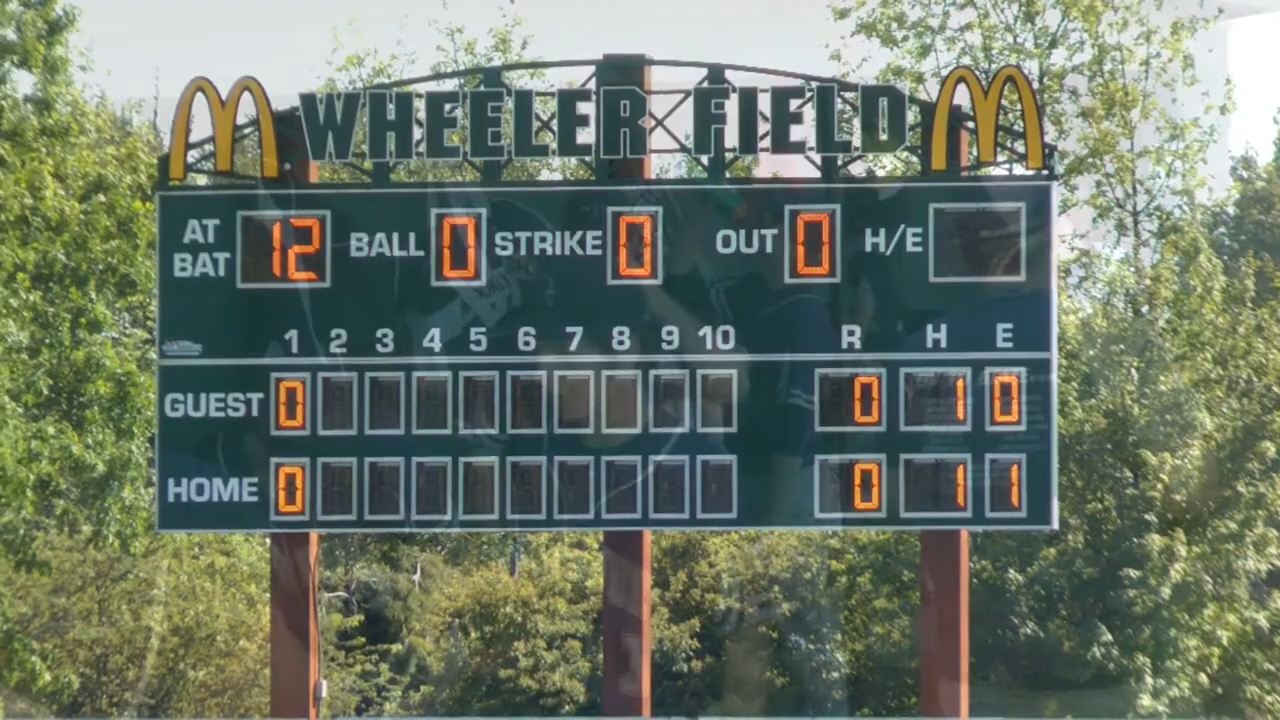 WHEELER FIELD
AT BAT 12 BALL 0 STRIKE 0 OUT 0 H/E
1 2 3 4 5 6 7 8 9 10 R H E
GUEST 0 0 1 0
HOME 0 0 1 1